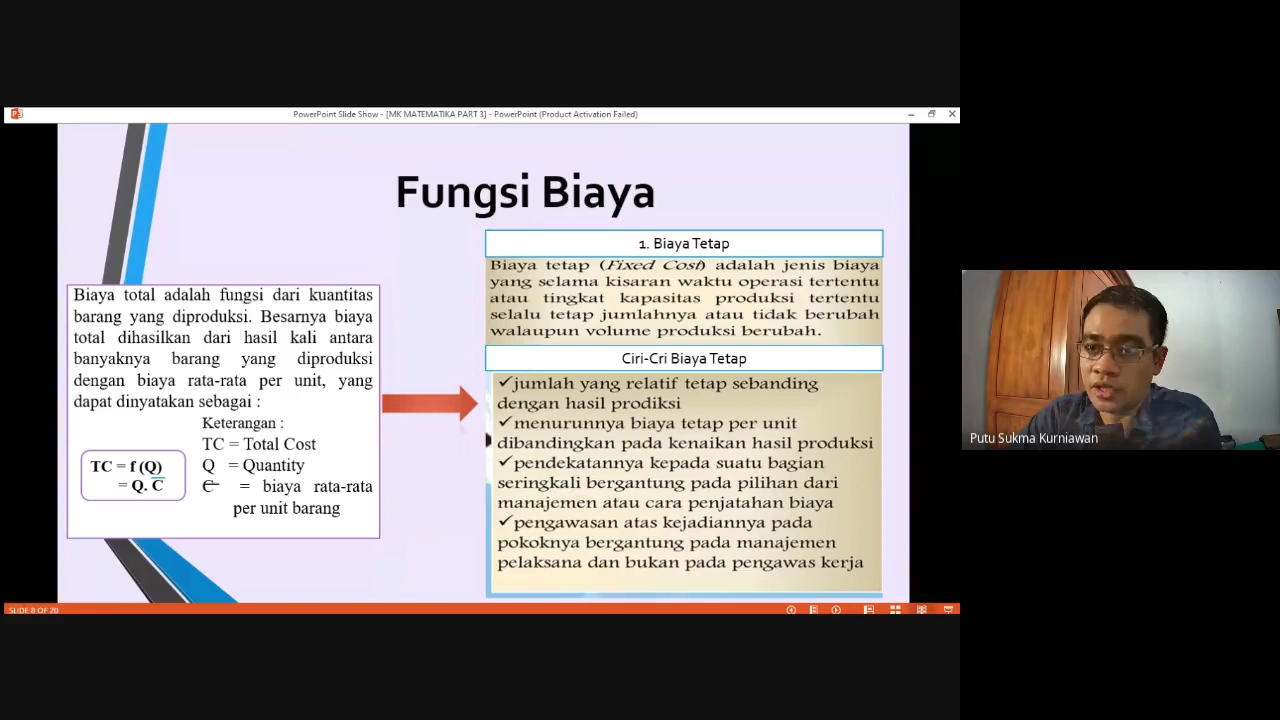 PowerPoint Slide Show - [MK MATEMATIKA PART 3] - PowerPoint (Product Activation Failed)
Fungsi Biaya
Biaya total adalah fungsi dari kuantitas
barang yang diproduksi. Besarnya biaya
total dihasilkan dari hasil kali antara
banyaknya barang yang diproduksi
dengan biaya rata-rata per unit, yang
dapat dinyatakan sebagai :
TC = f (Q)
= Q. C
Keterangan :
TC = Total Cost
Q = Quantity
C = biaya rata-rata
per unit barang
1. Biaya Tetap
Biaya tetap (Fixed Cost) adalah jenis biaya
yang selama kisaran waktu operasi tertentu
atau tingkat kapasitas produksi tertentu
selalu tetap jumlahnya atau tidak berubah
walaupun volume produksi berubah.
Ciri-Cri Biaya Tetap
✓jumlah yang relatif tetap sebanding
dengan hasil prodiksi
✓menurunnya biaya tetap per unit
dibandingkan pada kenaikan hasil produksi
✓pendekatannya kepada suatu bagian
seringkali bergantung pada pilihan dari
manajemen atau cara penjatahan biaya
✓pengawasan atas kejadiannya pada
pokoknya bergantung pada manajemen
pelaksana dan bukan pada pengawas kerja
SLIDE 8 OF 20
Putu Sukma Kurniawan